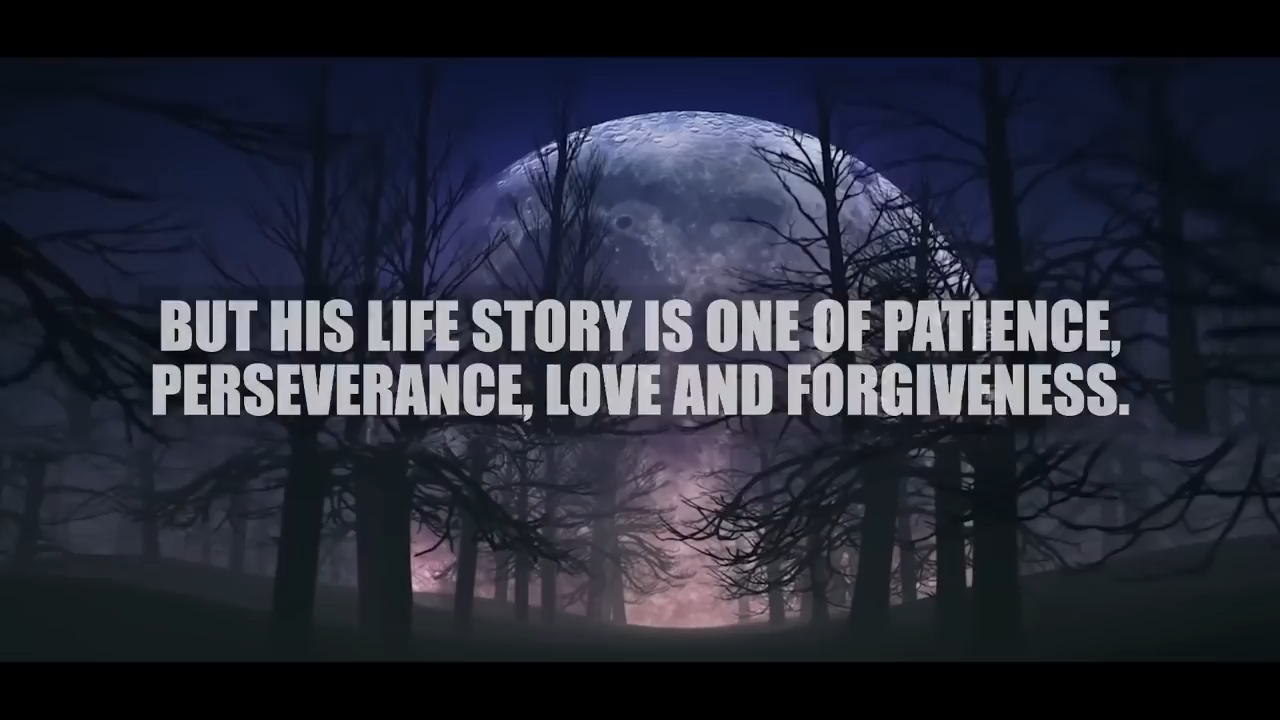 BUT HIS LIFE STORY IS ONE OF PATIENCE,
PERSEVERANCE, LOVE AND FORGIVENESS.